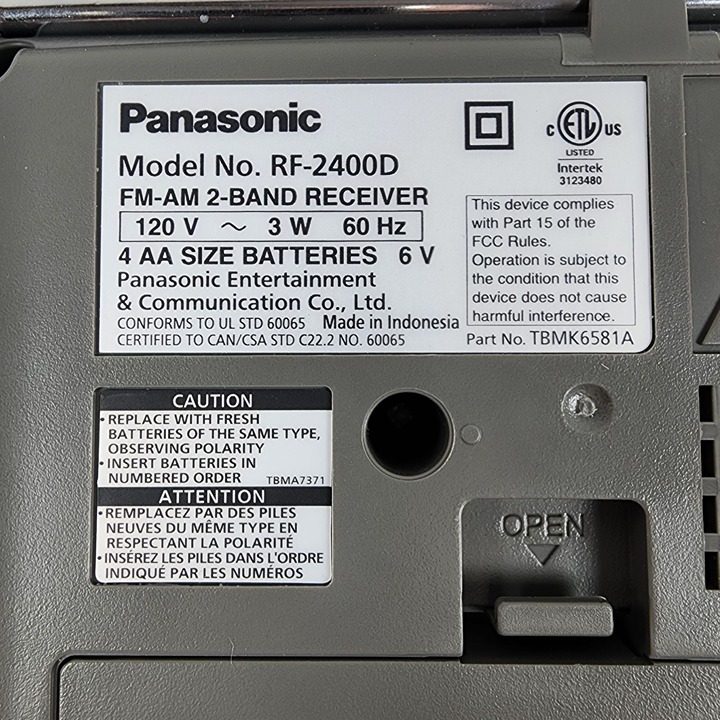 Panasonic
Model No. RF-2400D
FM-AM 2-BAND RECEIVER
120 V ～ 3 W 60 Hz
4 AA SIZE BATTERIES 6 V
Panasonic Entertainment
& Communication Co., Ltd.
CONFORMS TO UL STD 60065 Made in Indonesia
CERTIFIED TO CAN/CSA STD C22.2 NO. 60065
C ETL US
LISTED
Intertek
3123480
This device complies
with Part 15 of the
FCC Rules.
Operation is subject to
the condition that this
device does not cause
harmful interference.
Part No. TBMK6581A
CAUTION
•REPLACE WITH FRESH
BATTERIES OF THE SAME TYPE,
OBSERVING POLARITY
•INSERT BATTERIES IN
NUMBERED ORDER TBMA7371
ATTENTION
•REMPLACEZ PAR DES PILES
NEUVES DU MÊME TYPE EN
RESPECTANT LA POLARITÉ
•INSÉREZ LES PILES DANS L'ORDRE
INDIQUÉ PAR LES NUMÉROS
OPEN